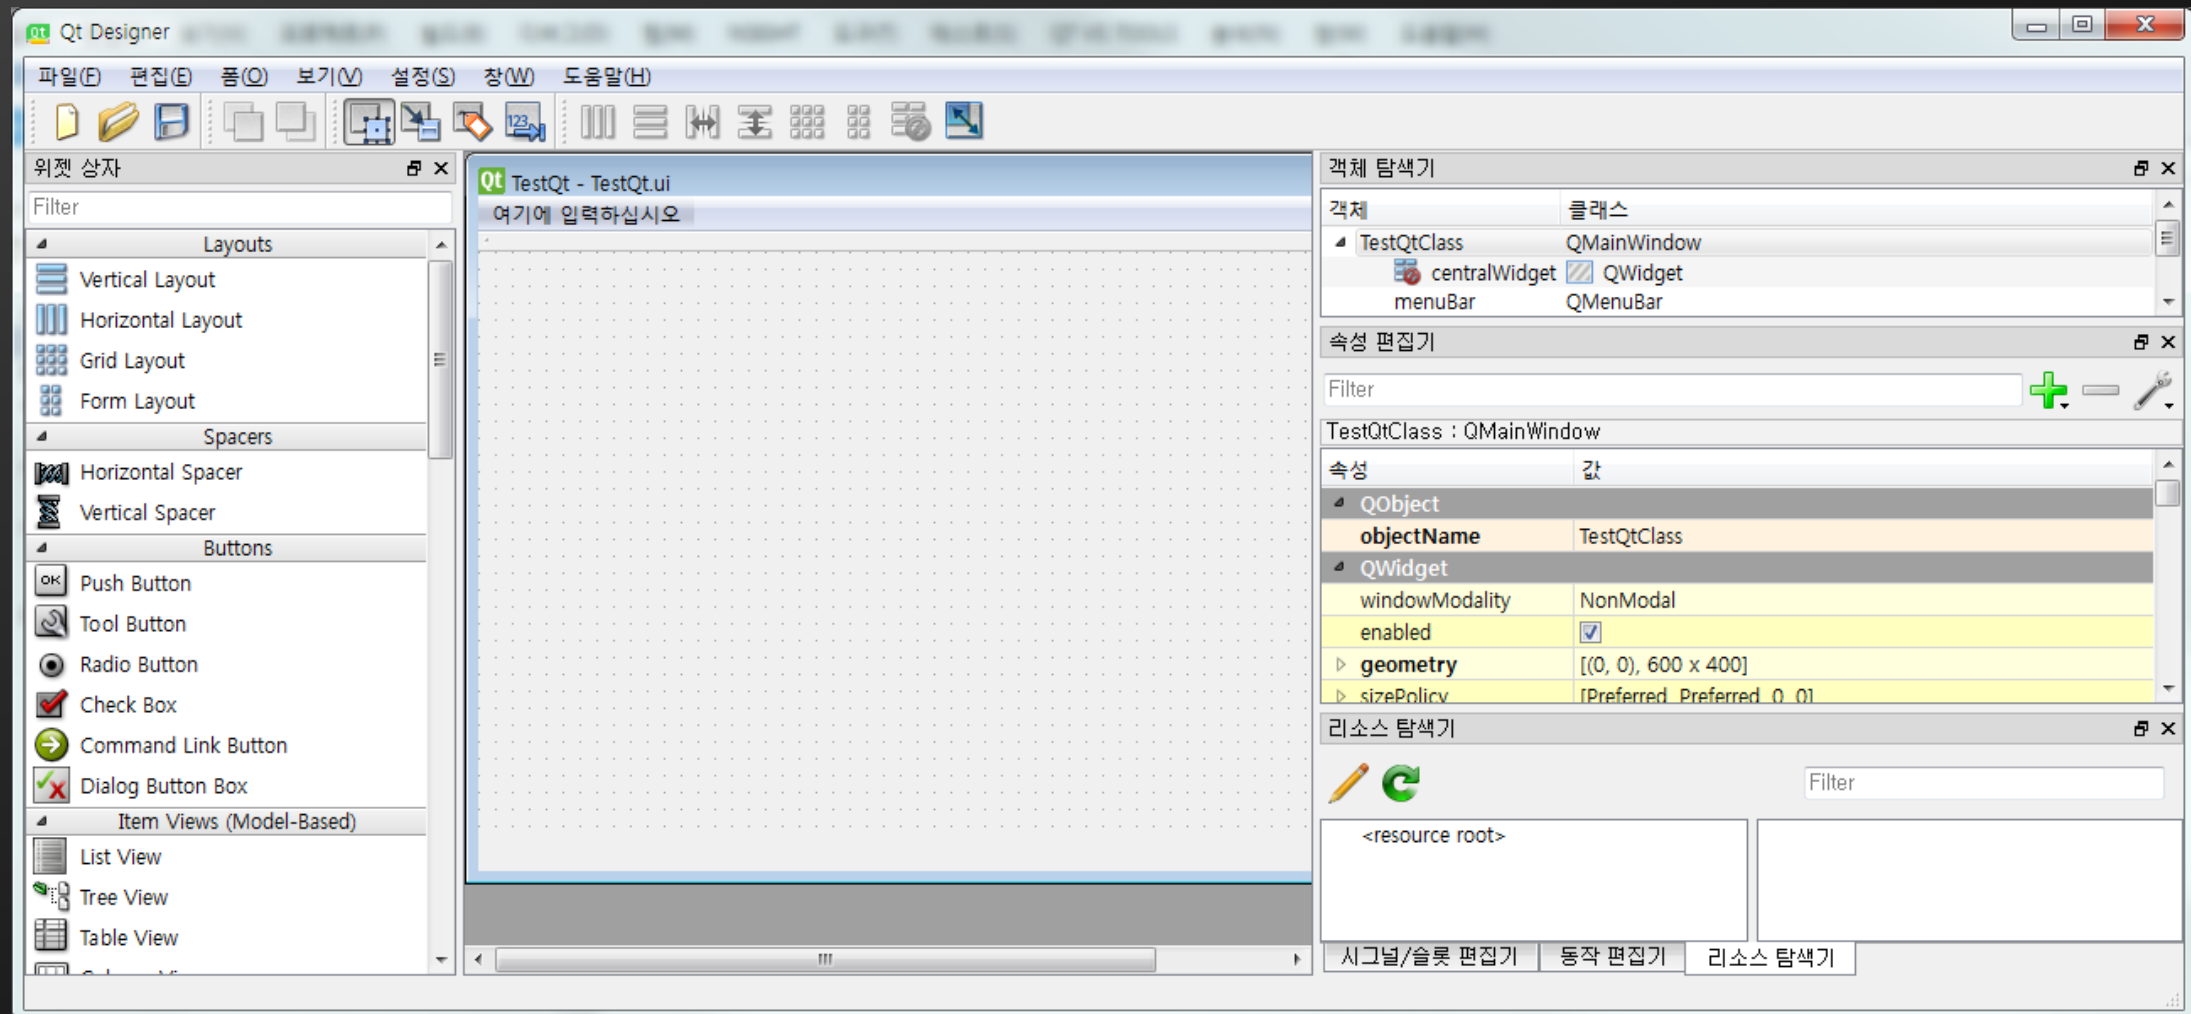 Qt Designer
파일(F) 편집(E) 폼(O) 보기(V) 설정(S) 창(W) 도움말(H)
위젯 상자
Filter
Layouts
Vertical Layout
Horizontal Layout
Grid Layout
Form Layout
Spacers
Horizontal Spacer
Vertical Spacer
Buttons
OK Push Button
Tool Button
Radio Button
Check Box
Command Link Button
Dialog Button Box
Item Views (Model-Based)
List View
Tree View
Table View
Qt TestQt - TestQt.ui
여기에 입력하십시오
객체 탐색기
객체 클래스
TestQtClass QMainWindow
centralWidget QWidget
menuBar QMenuBar
속성 편집기
Filter
TestQtClass : QMainWindow
속성 값
QObject
objectName TestQtClass
QWidget
windowModality NonModal
enabled
geometry [(0, 0), 600 x 400]
sizePolicy [Preferred, Preferred, 0, 0]
리소스 탐색기
Filter
<resource root>
시그널/슬롯 편집기 동작 편집기 리소스 탐색기